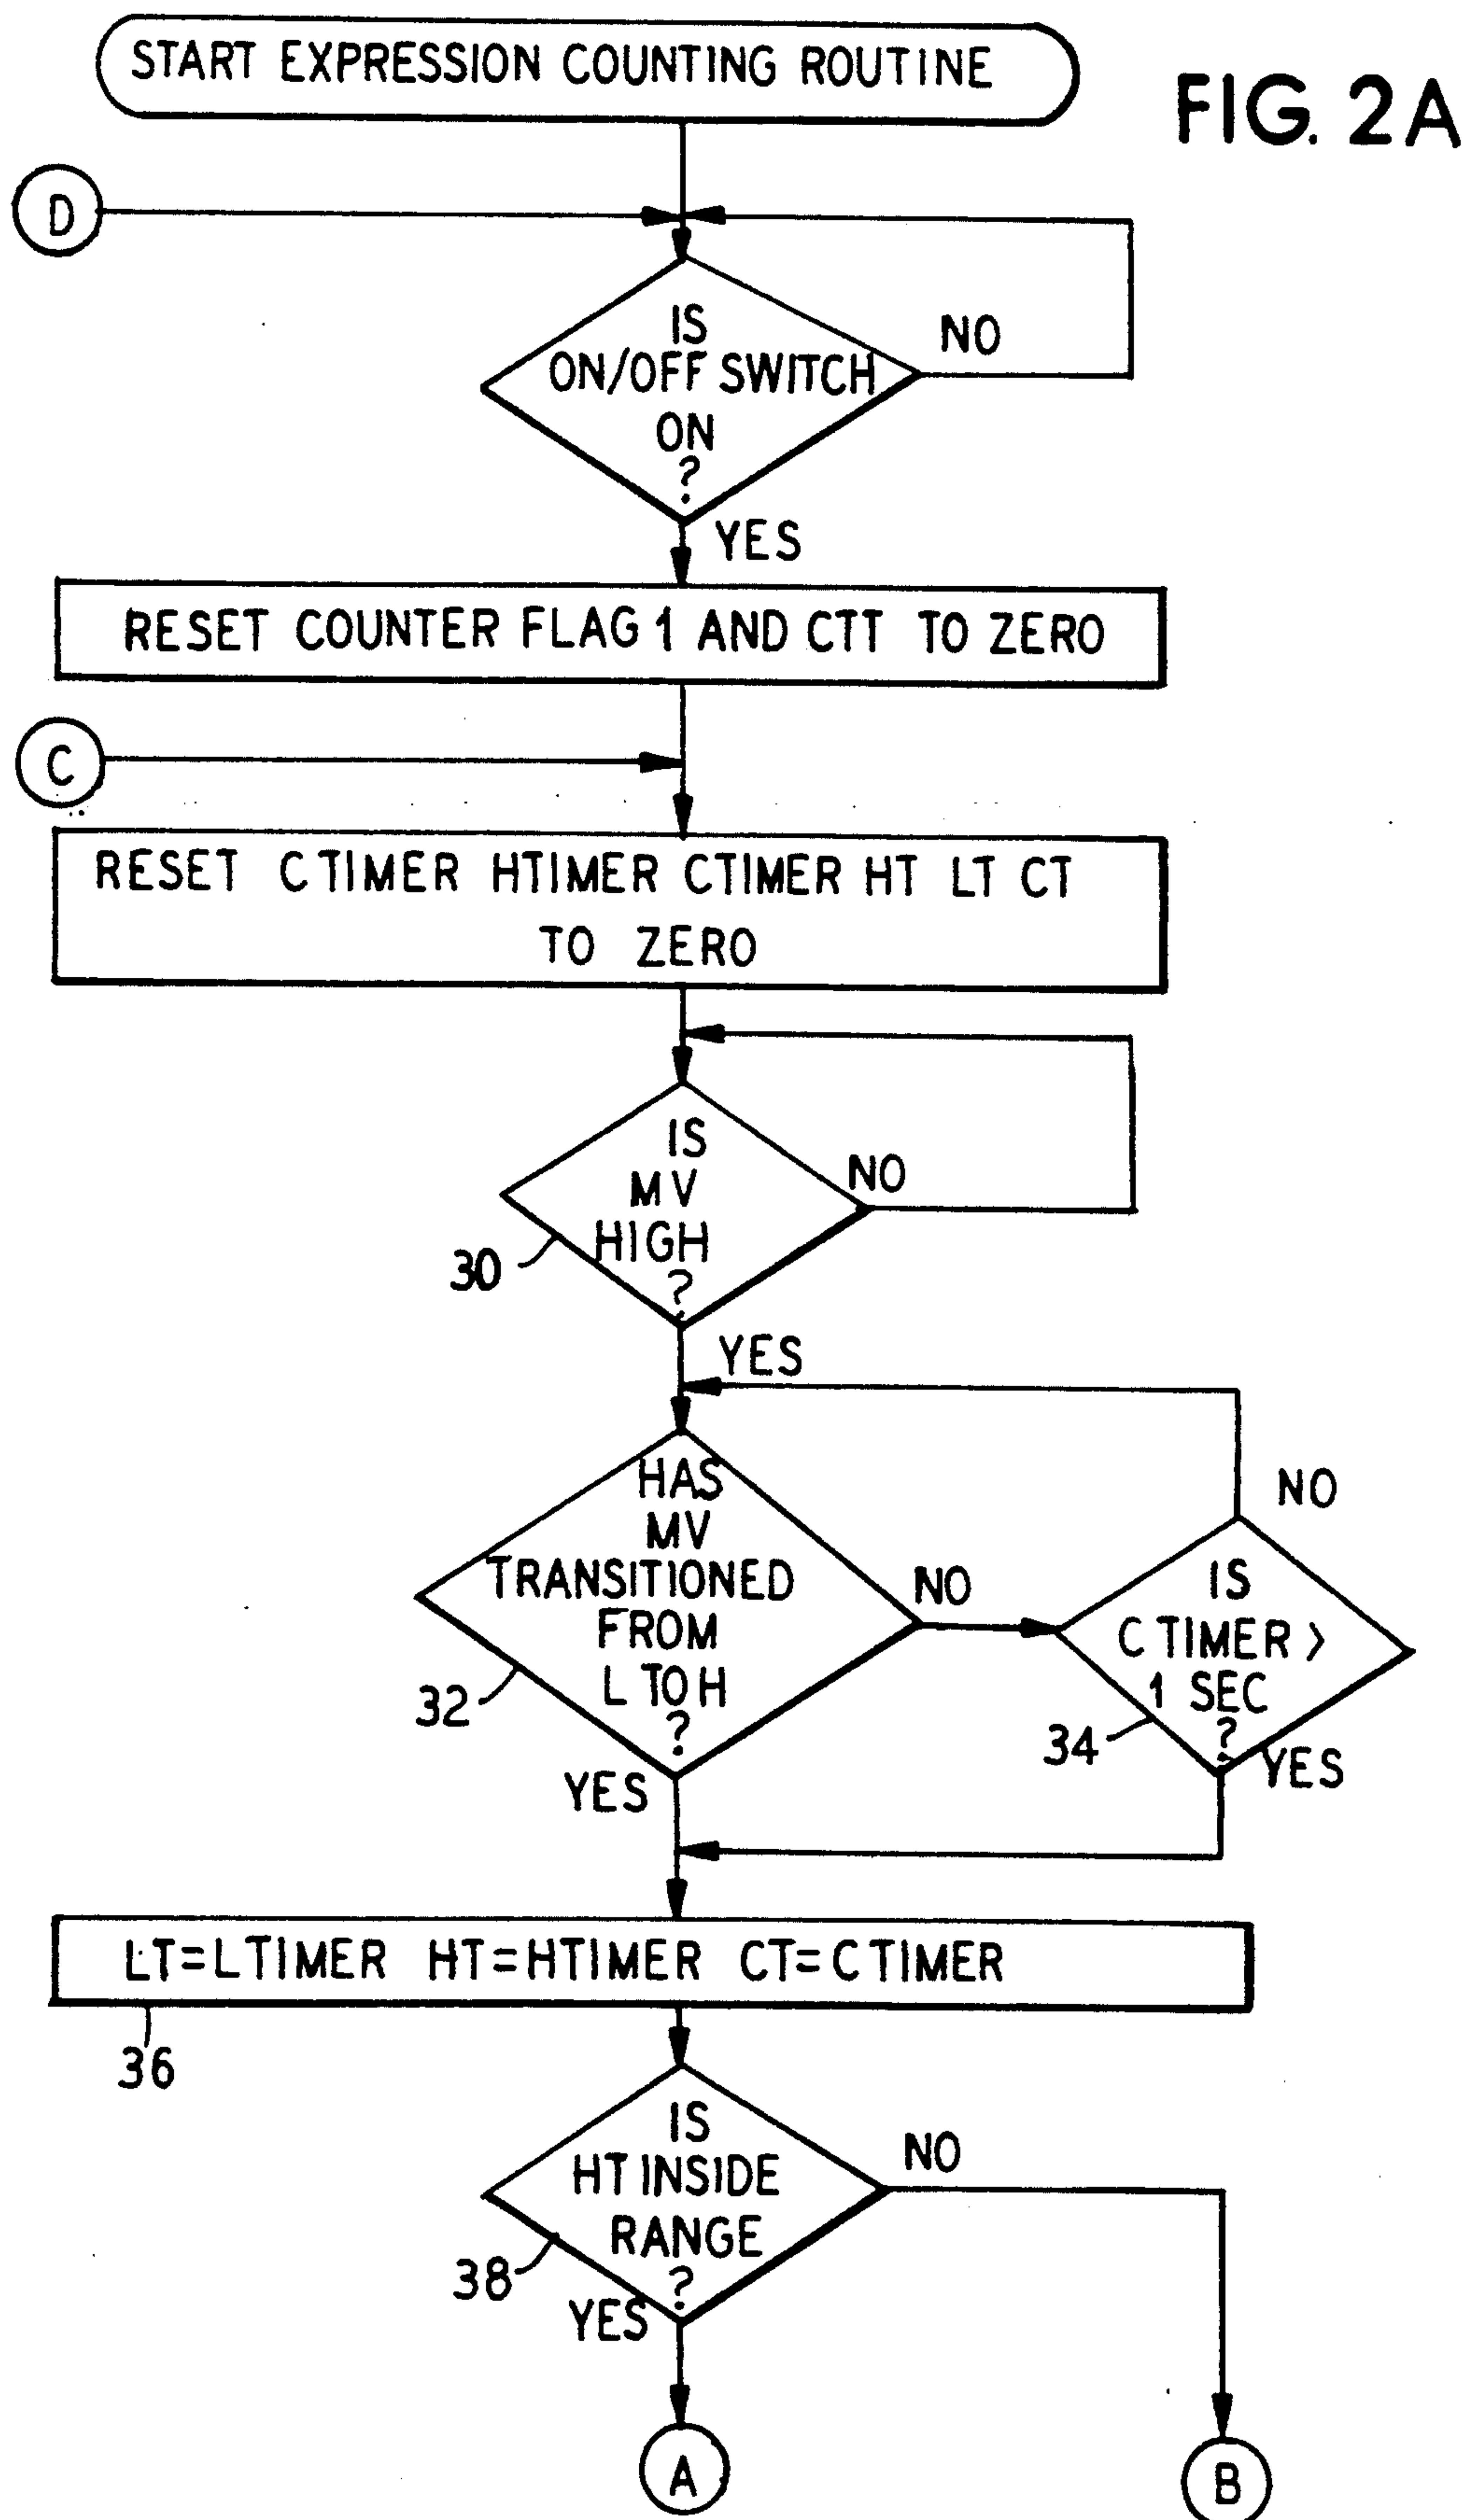 START EXPRESSION COUNTING ROUTINE
FIG. 2A
D
IS
ON/OFF SWITCH
ON
?
NO
YES
RESET COUNTER FLAG 1 AND CTT TO ZERO
C
RESET CTIMER HTIMER CTIMER HT LT CT
TO ZERO
IS
MV
HIGH
?
NO
30
YES
HAS
MV
TRANSITIONED
FROM
L TO H
?
NO
32
YES
IS
CTIMER >
1 SEC
?
NO
34
YES
LT=LTIMER HT=HTIMER CT=CTIMER
36
IS
HT INSIDE
RANGE
?
NO
38
YES
A
B